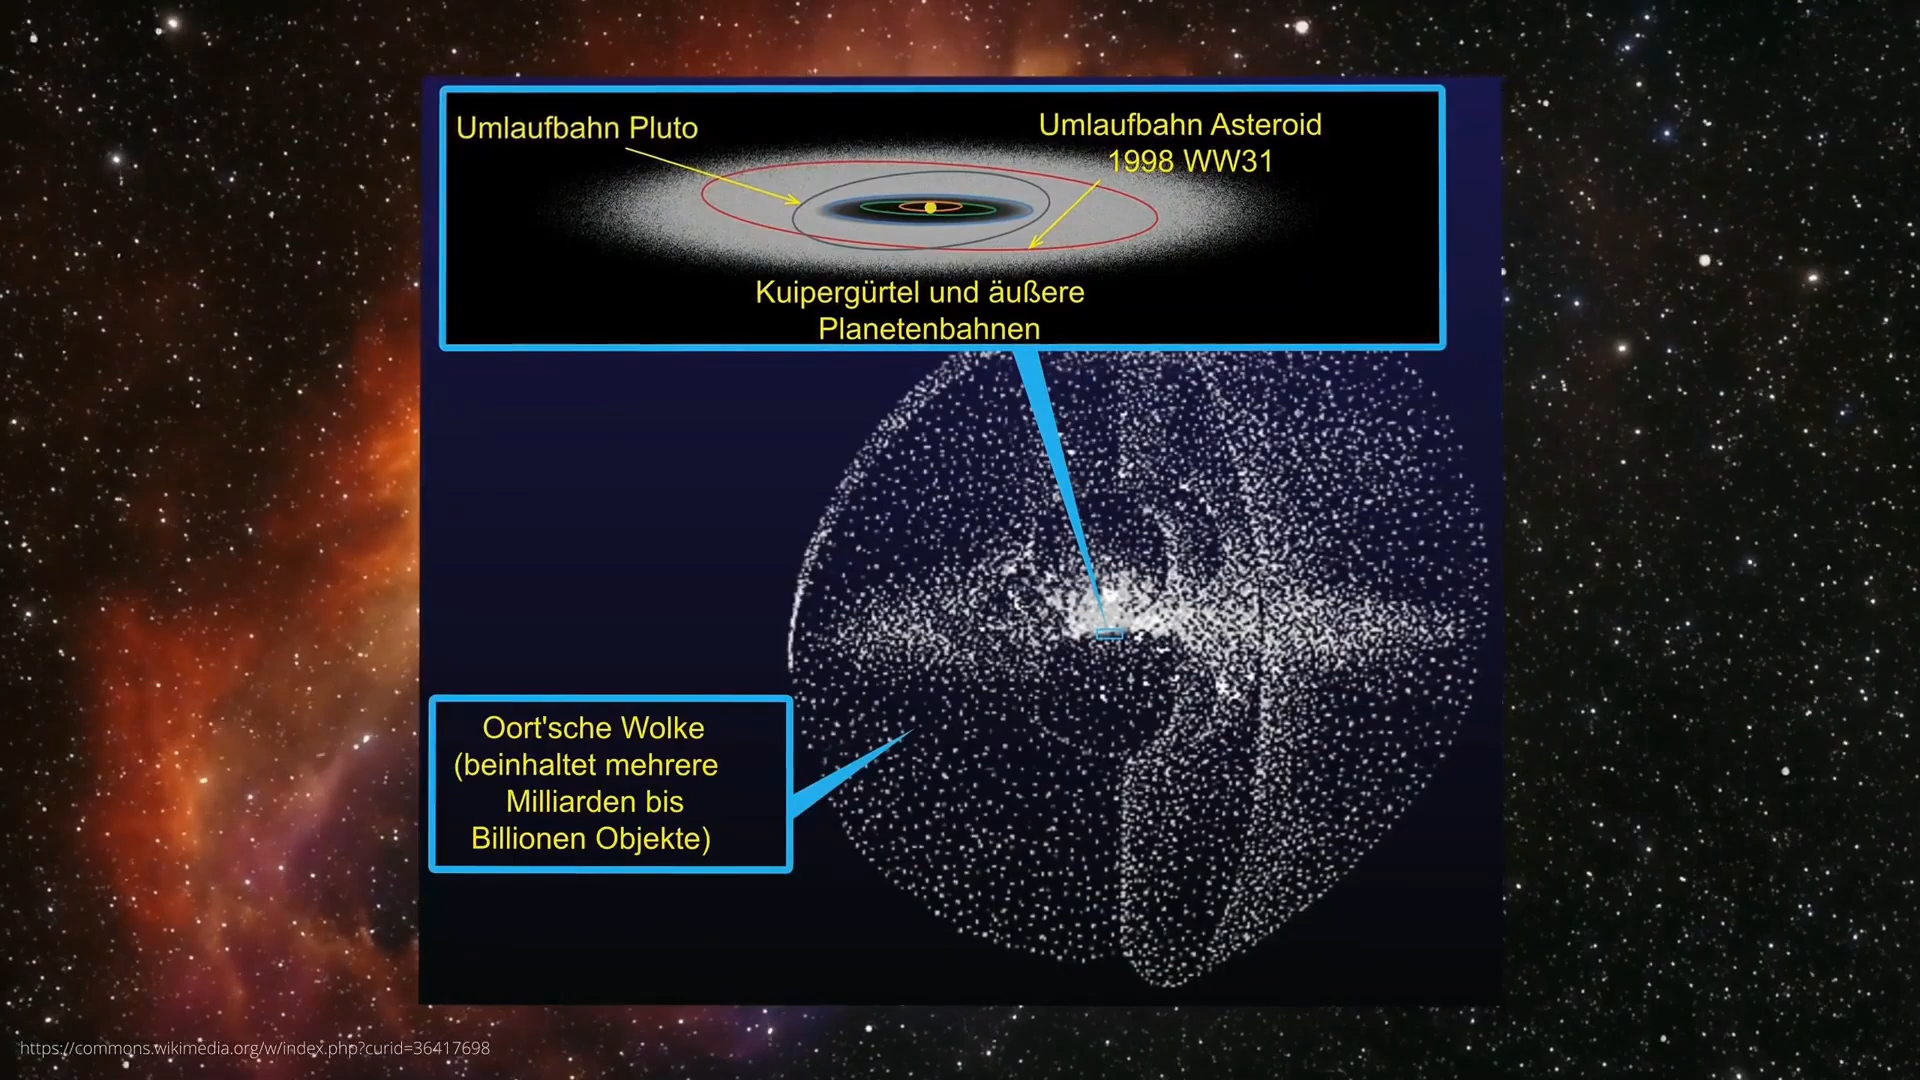 Umlaufbahn Pluto
Umlaufbahn Asteroid
1998 WW31
Kuipergürtel und äußere
Planetenbahnen
Oort'sche Wolke
(beinhaltet mehrere
Milliarden bis
Billionen Objekte)
https://commons.wikimedia.org/w/index.php?curid=36417698